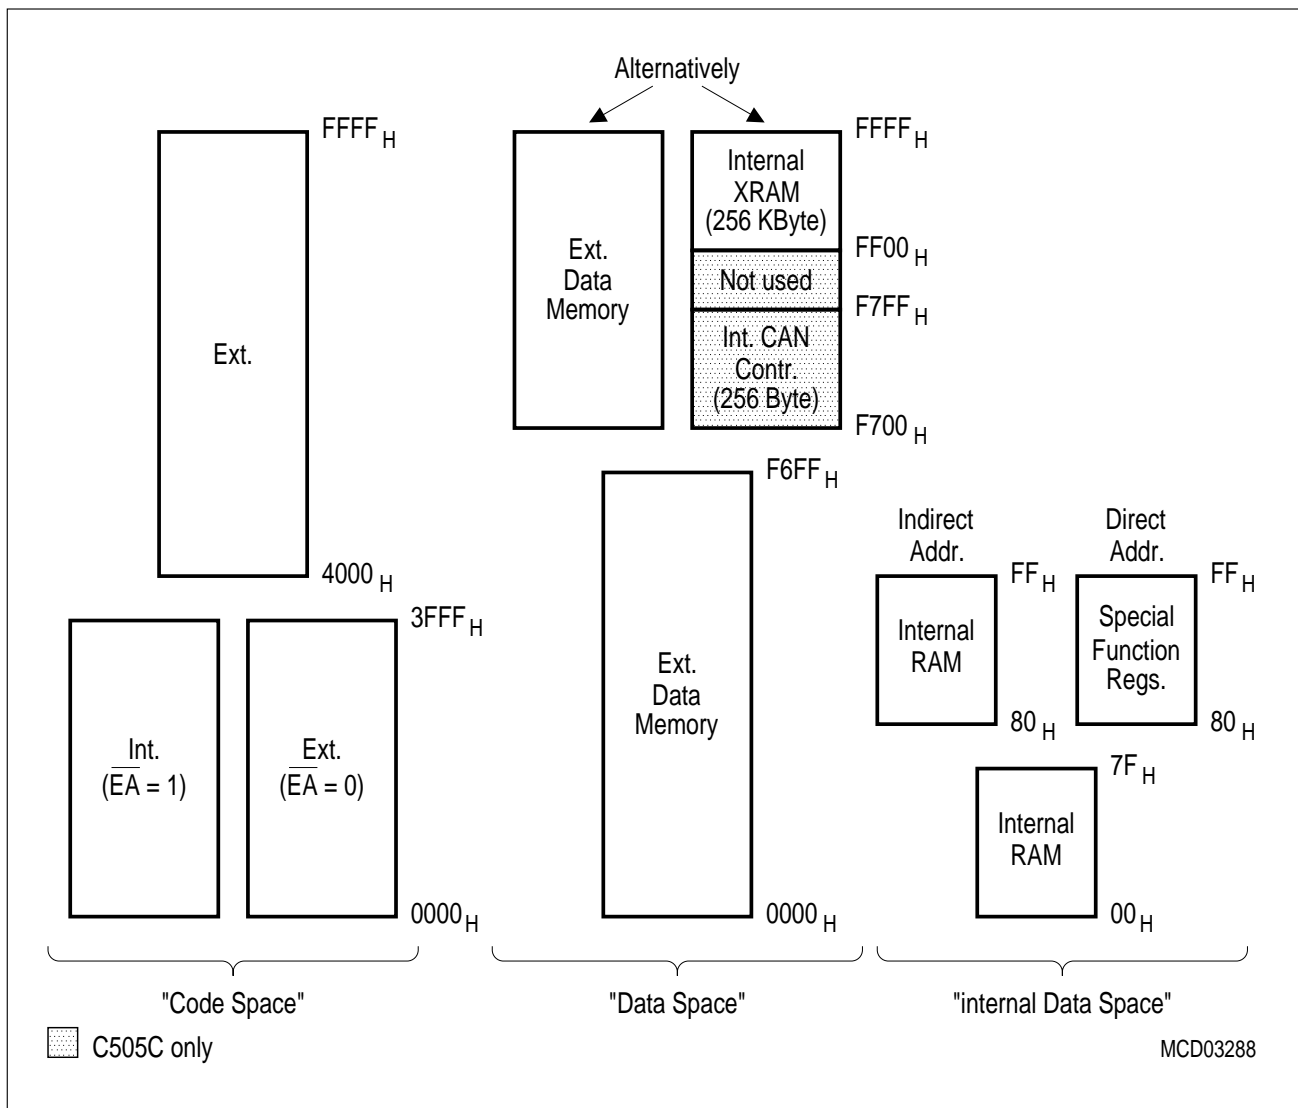 Alternatively
FFFF H
FFFF H
Internal
XRAM
(256 KByte)
FF00 H
Ext.
Data
Memory
Not used
F7FF H
Int. CAN
Contr.
(256 Byte)
F700 H
Ext.
4000 H
F6FF H
Indirect
Addr.
Direct
Addr.
FF H
FF H
3FFF H
Internal
RAM
Special
Function
Regs.
80 H
80 H
Int.
(E̅A̅ = 1)
Ext.
(E̅A̅ = 0)
Ext.
Data
Memory
7F H
Internal
RAM
0000 H
0000 H
00 H
"Code Space"
"Data Space"
"internal Data Space"
C505C only
MCD03288